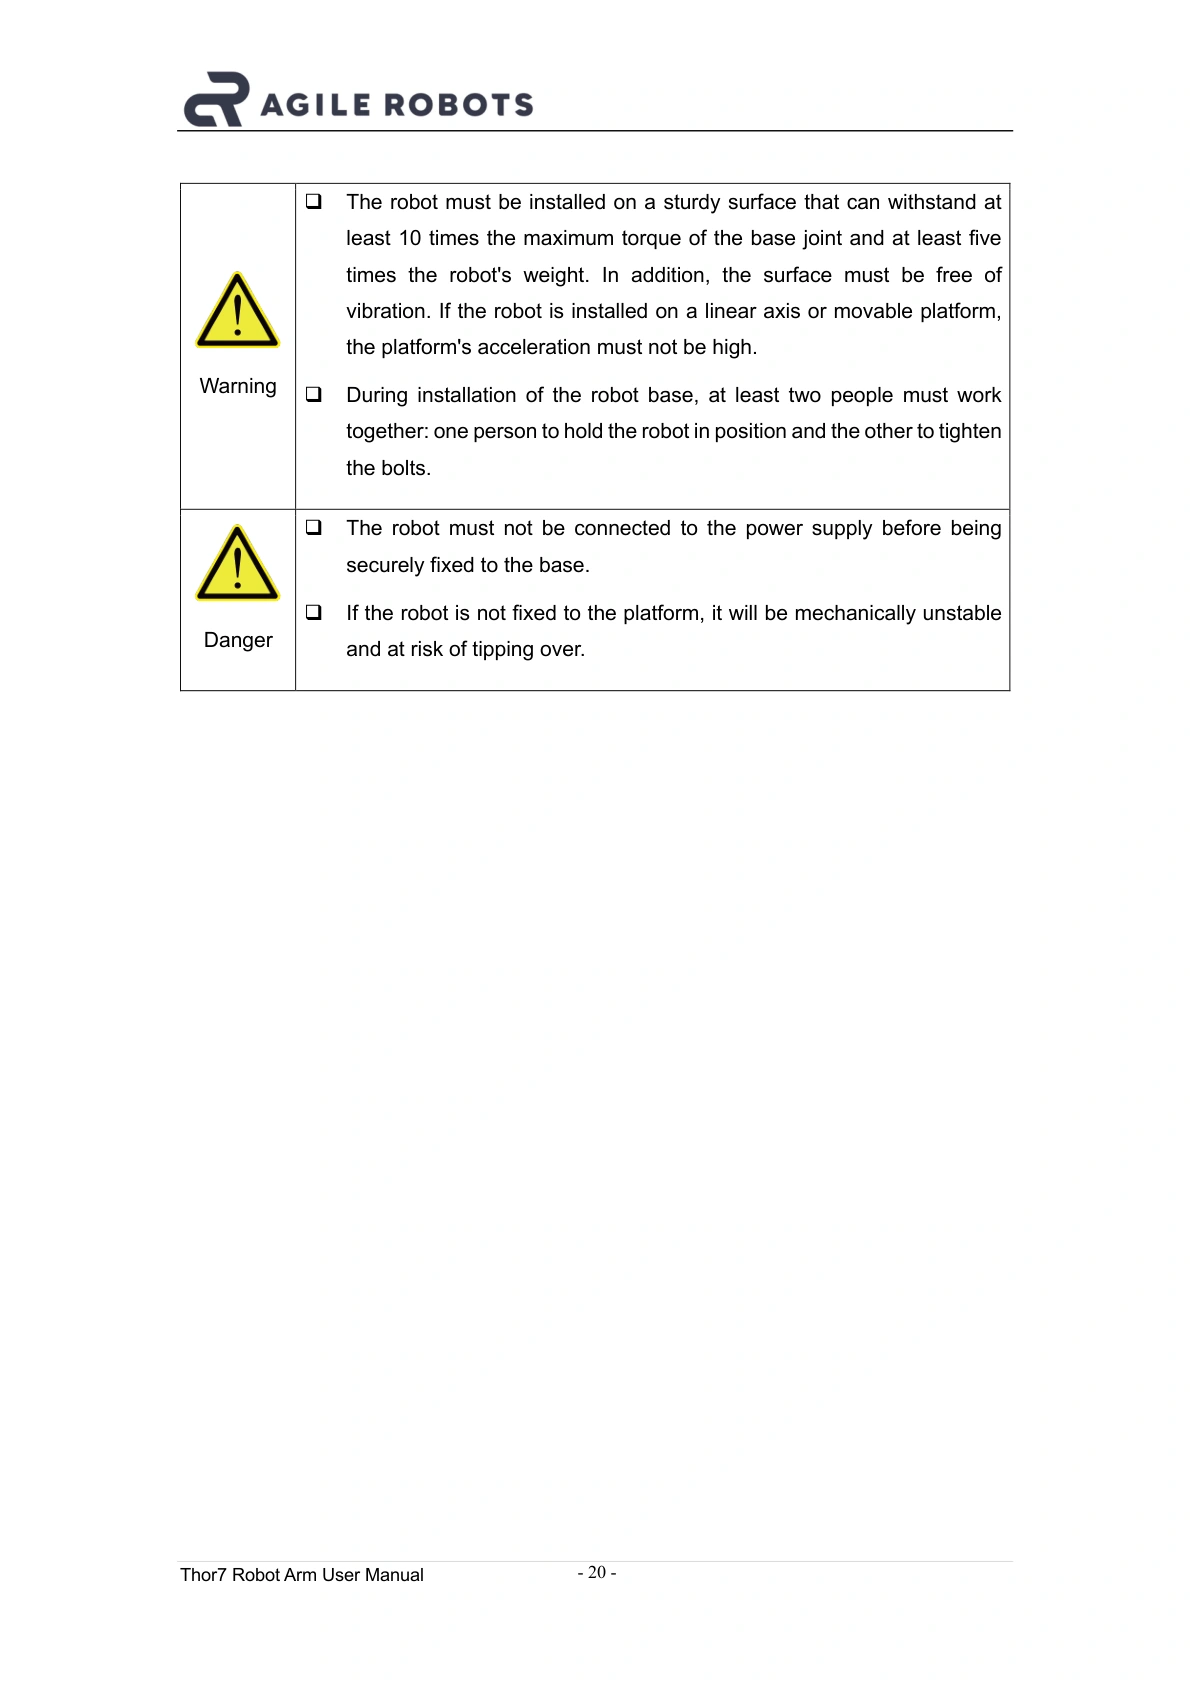 AGILE ROBOTS
❑ The robot must be installed on a sturdy surface that can withstand at
least 10 times the maximum torque of the base joint and at least five
times the robot's weight. In addition, the surface must be free of
vibration. If the robot is installed on a linear axis or movable platform,
the platform's acceleration must not be high.
Warning
❑ During installation of the robot base, at least two people must work
together: one person to hold the robot in position and the other to tighten
the bolts.
❑ The robot must not be connected to the power supply before being
securely fixed to the base.
Danger
❑ If the robot is not fixed to the platform, it will be mechanically unstable
and at risk of tipping over.
Thor7 Robot Arm User Manual
- 20 -